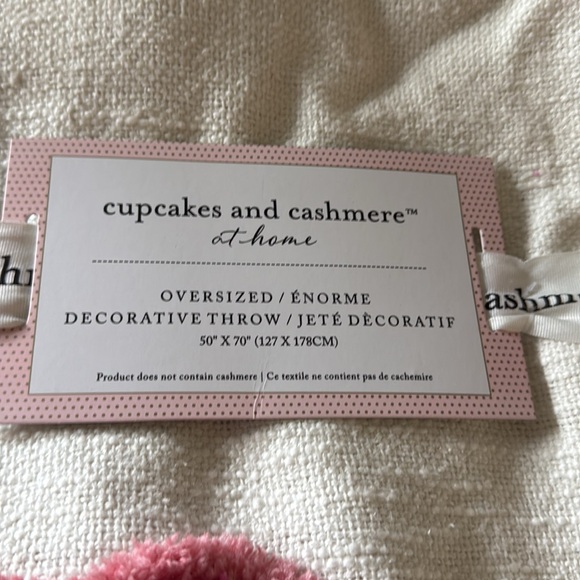 cupcakes and cashmere™
at home
OVERSIZED / ÉNORME
DECORATIVE THROW / JETÉ DÈCORATIF
50" X 70" (127 X 178CM)
Product does not contain cashmere | Ce textile ne contient pas de cachemire